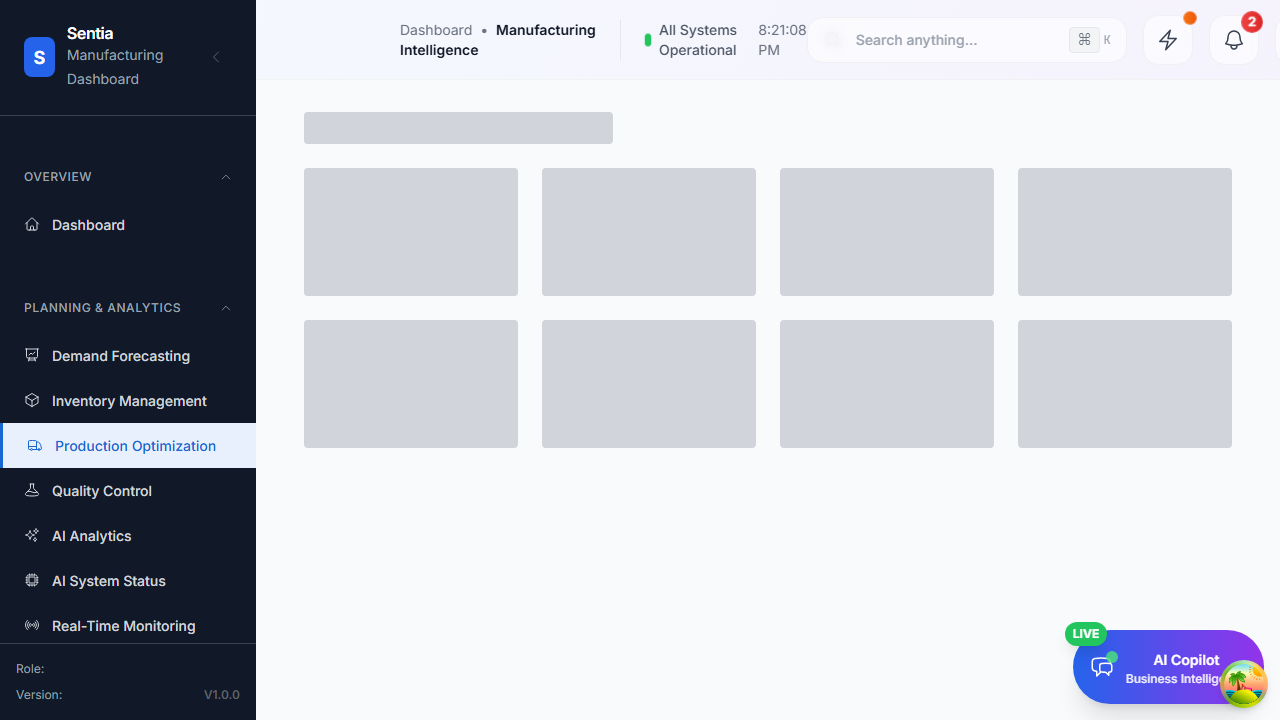 S
Sentia
Manufacturing
Dashboard
OVERVIEW
Dashboard
PLANNING & ANALYTICS
Demand Forecasting
Inventory Management
Production Optimization
Quality Control
AI Analytics
AI System Status
Real-Time Monitoring
Role:
Version:
V1.0.0
Dashboard • Manufacturing
Intelligence
All Systems
Operational
8:21:08
PM
Search anything...
⌘ K
2
LIVE
AI Copilot
Business